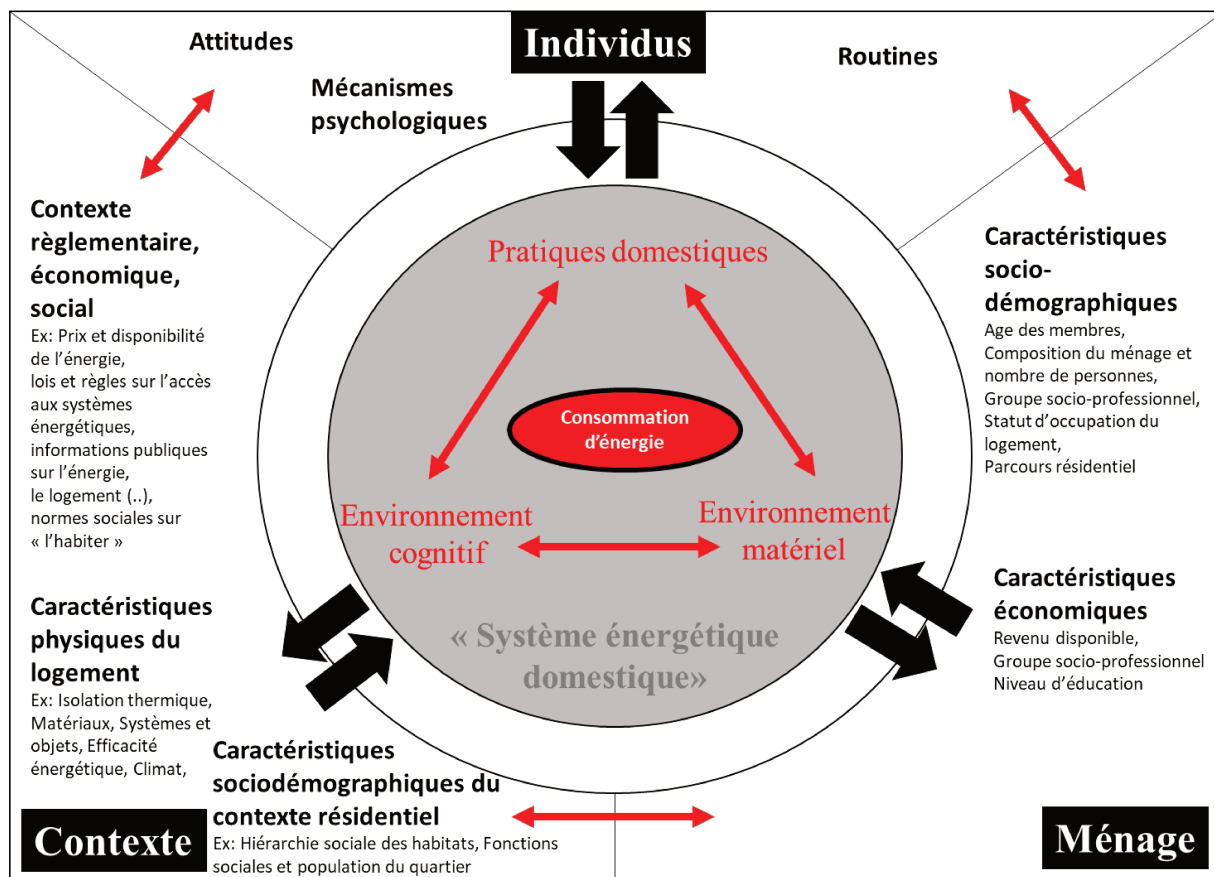 Attitudes
Individus
Routines
Mécanismes
psychologiques
Contexte
règlementaire,
économique,
social
Ex: Prix et disponibilité
de l’énergie,
lois et règles sur l’accès
aux systèmes
énergétiques,
informations publiques
sur l’énergie,
le logement (..),
normes sociales sur
« l’habiter »
Caractéristiques
physiques du
logement
Ex: Isolation thermique,
Matériaux, Systèmes et
objets, Efficacité
énergétique, Climat,
Caractéristiques
sociodémographiques du
contexte résidentiel
Ex: Hiérarchie sociale des habitats, Fonctions
sociales et population du quartier
Contexte
Pratiques domestiques
Consommation
d’énergie
Environnement
cognitif
Environnement
matériel
« Système énergétique
domestique»
Caractéristiques
socio-
démographiques
Age des membres,
Composition du ménage et
nombre de personnes,
Groupe socio-professionnel,
Statut d’occupation du
logement,
Parcours résidentiel
Caractéristiques
économiques
Revenu disponible,
Groupe socio-professionnel
Niveau d’éducation
Ménage